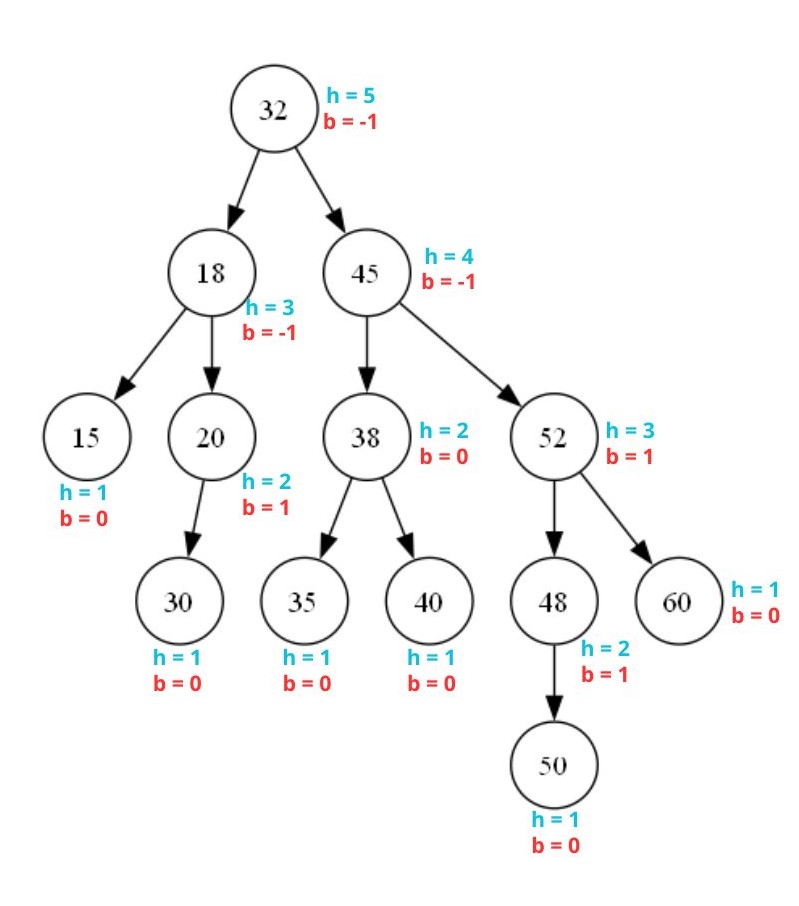 32
h = 5
b = -1
18
h = 3
b = -1
45
h = 4
b = -1
15
h = 1
b = 0
20
h = 2
b = 1
38
h = 2
b = 0
52
h = 3
b = 1
30
h = 1
b = 0
35
h = 1
b = 0
40
h = 1
b = 0
48
h = 2
b = 1
60
h = 1
b = 0
50
h = 1
b = 0